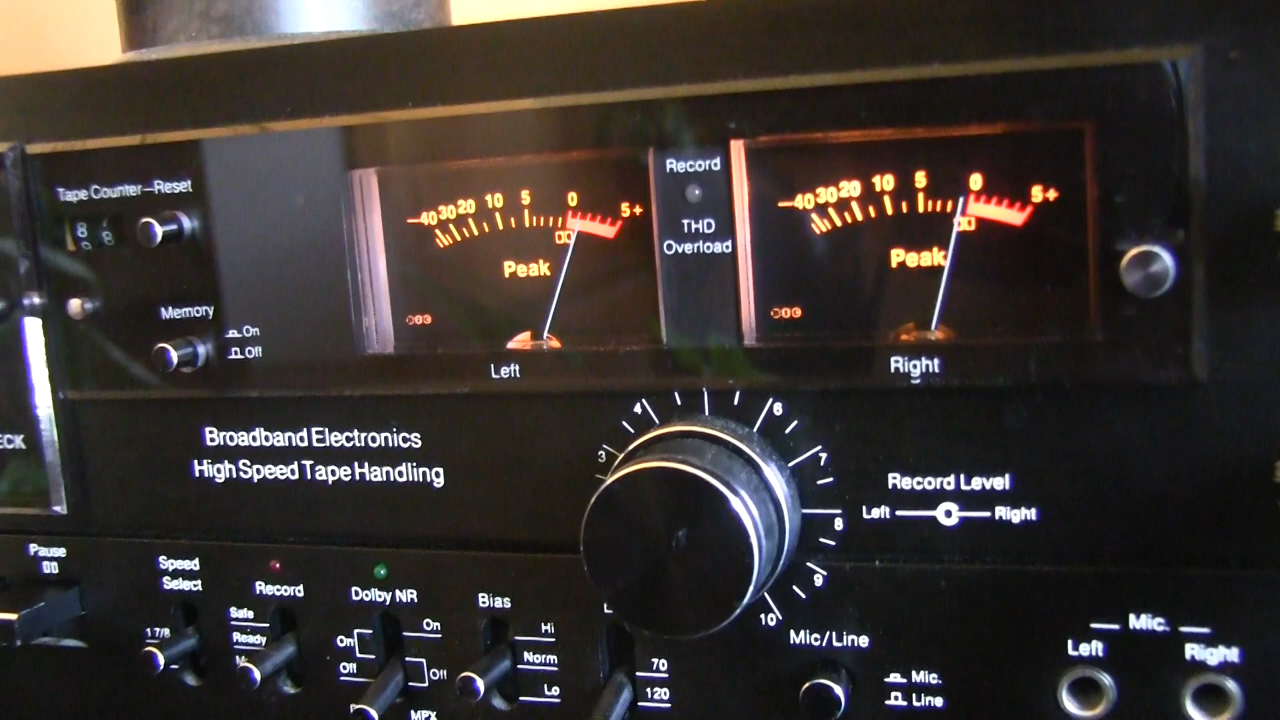 Tape Counter–Reset
Memory
On
Off
-40 30 20 10 5 0 5+
Peak
Left
Record
THD
Overload
-40 30 20 10 5 0 5+
Peak
Right
ECK
Broadband Electronics
High Speed Tape Handling
3 4 6 7 8 9 10
Record Level
Left Right
Pause
Speed
Select
1 7/8
Record
Safe
Ready
Dolby NR
On
On
Off
Off
MPX
Bias
Hi
Norm
Lo
70
120
Mic/Line
Mic.
Line
Mic.
Left
Right